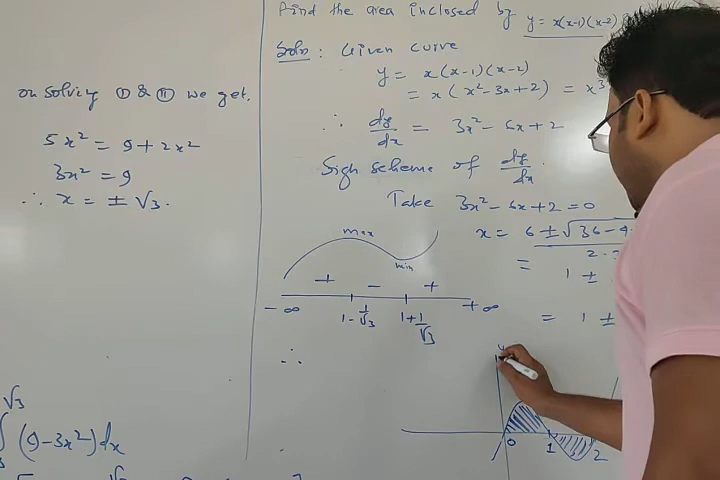 on solving ① & ② we get.
5x² = 9 + 2x²
3x² = 9
∴ x = ± √3.
√3
∫ (9-3x²) dx
Find the area inclosed by y = x(x-1)(x-2)
Soln : Given curve
y = x(x-1)(x-2)
= x(x²-3x+2) = x³
∴ dy/dx = 3x² - 6x + 2
Sign scheme of dy/dx.
Take 3x² - 6x + 2 = 0
x = 6 ± √36 - 4.
2.3
= 1 ±
= 1 ±
max
min
+ - +
-∞ 1-1/√3 1+1/√3 +∞
∴
y
0 1 2